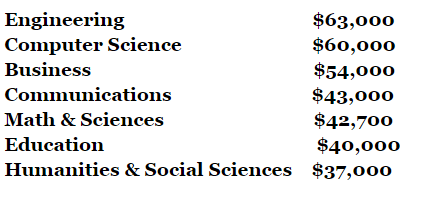 Engineering $63,000
Computer Science $60,000
Business $54,000
Communications $43,000
Math & Sciences $42,700
Education $40,000
Humanities & Social Sciences $37,000